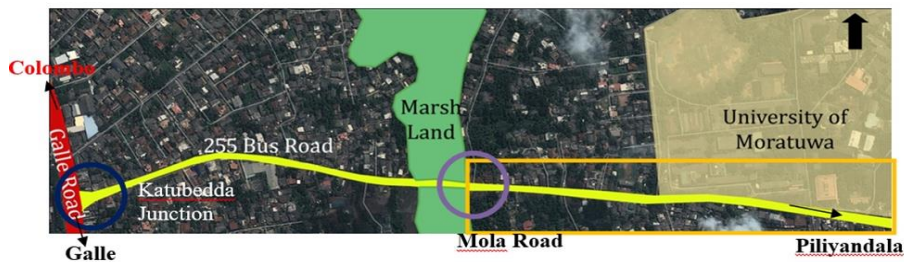 Colombo
Galle Road
255 Bus Road
Katubedda
Junction
Marsh
Land
University of
Moratuwa
Galle
Mola Road
Piliyandala